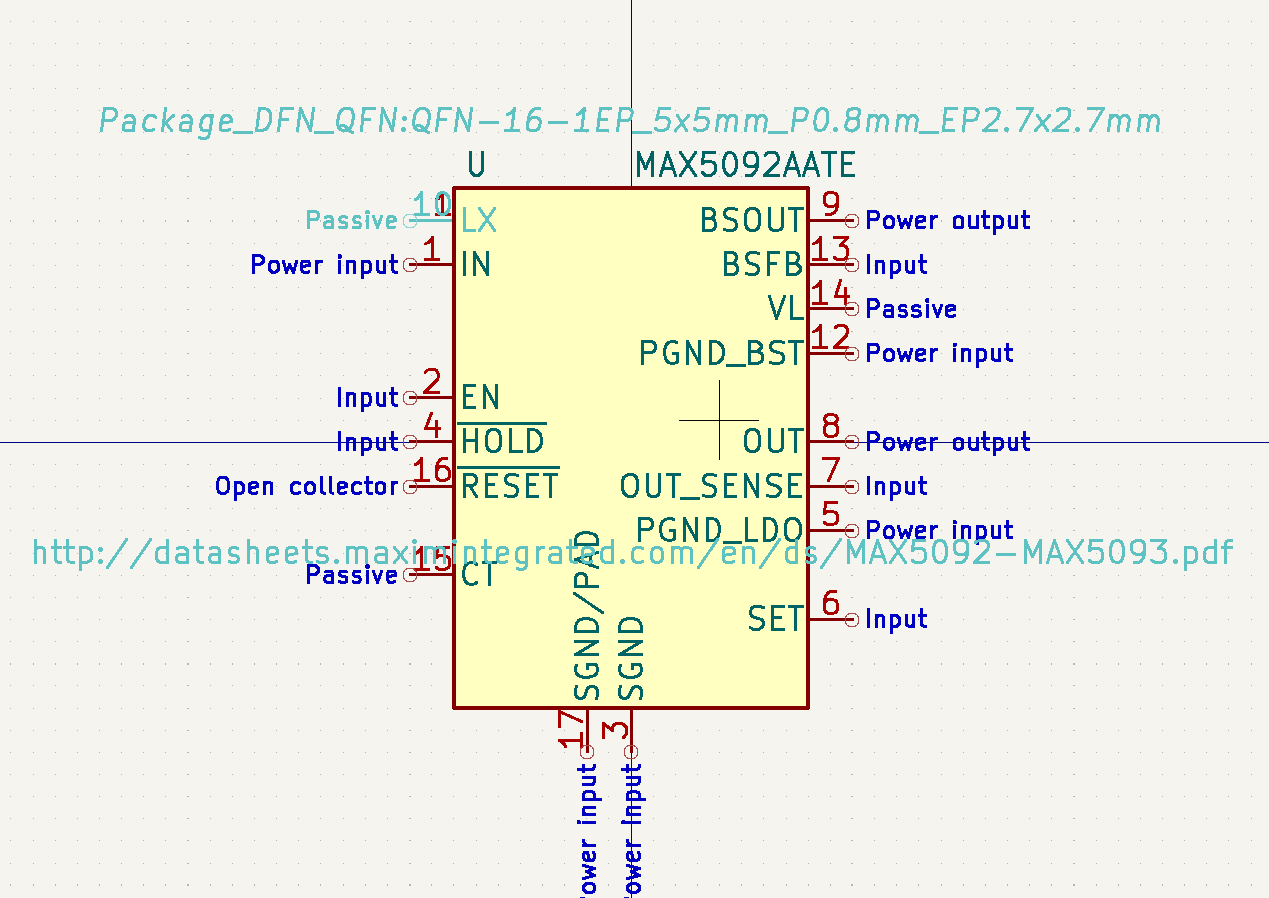 Package_DFN_QFN:QFN-16-1EP_5x5mm_P0.8mm_EP2.7x2.7mm
U MAX5092AATE
Passive 10 LX BSOUT 9 Power output
Power input 1 IN BSFB 13 Input
VL 14 Passive
PGND_BST 12 Power input
Input 2 EN
Input 4 HOLD OUT 8 Power output
Open collector 16 RESET OUT_SENSE 7 Input
PGND_LDO 5 Power input
http://datasheets.maximintegrated.com/en/ds/MAX5092-MAX5093.pdf
Passive 15 CT
SET 6 Input
SGND/PAD 17 ower input
SGND 3 ower input